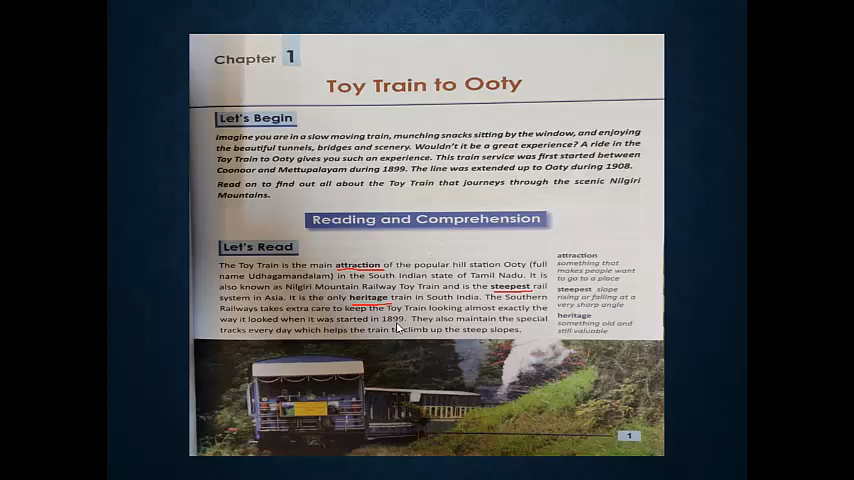 Chapter 1
Toy Train to Ooty
Let's Begin
Imagine you are in a slow moving train, munching snacks sitting by the window, and enjoying
the beautiful tunnels, bridges and scenery. Wouldn't it be a great experience? A ride in the
Toy Train to Ooty gives you such an experience. This train service was first started between
Coonoor and Mettupalayam during 1899. The line was extended up to Ooty during 1908.
Read on to find out all about the Toy Train that journeys through the scenic Nilgiri
Mountains.
Reading and Comprehension
Let's Read
The Toy Train is the main attraction of the popular hill station Ooty (full
name Udhagamandalam) in the South Indian state of Tamil Nadu. It is
also known as Nilgiri Mountain Railway Toy Train and is the steepest rail
system in Asia. It is the only heritage train in South India. The Southern
Railways takes extra care to keep the Toy Train looking almost exactly the
way it looked when it was started in 1899. They also maintain the special
tracks every day which helps the train to climb up the steep slopes.
attraction
something that
makes people want
to go to a place
steepest slope
rising or falling at a
very sharp angle
heritage
something old and
still valuable
1